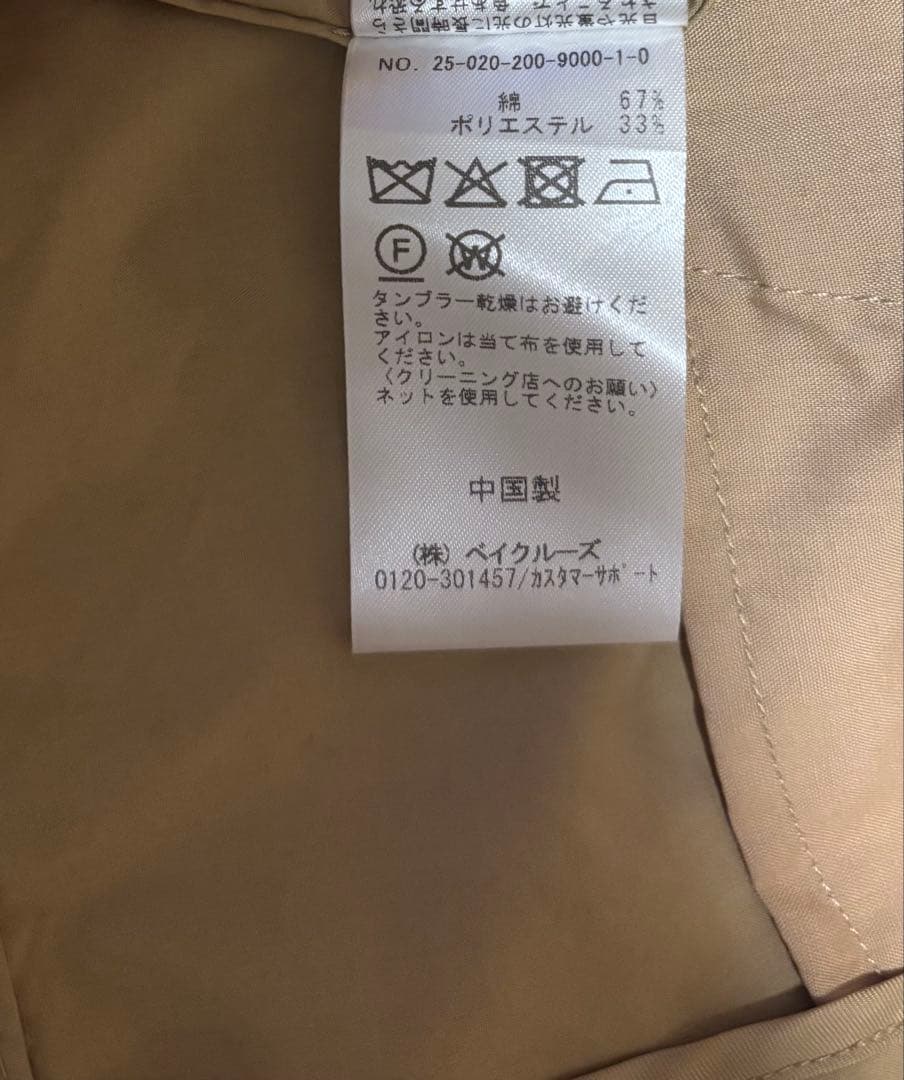 NO. 25-020-200-9000-1-0
綿 67%
ポリエステル 33%
F
W
タンブラー乾燥はお避けくだ
さい。
アイロンは当て布を使用して
ください。
〈クリーニング店へのお願い〉
ネットを使用してください。
中国製
(株) ベイクルーズ
0120-301457/カスタマーサポート